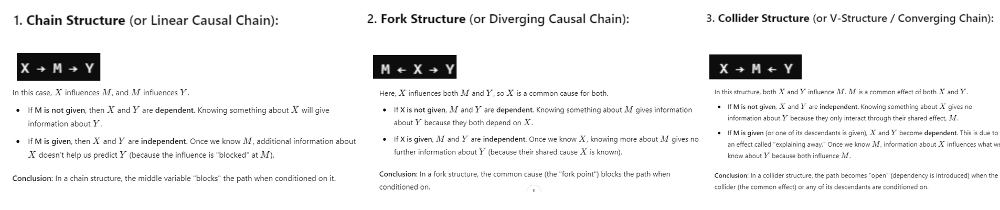 1. Chain Structure (or Linear Causal Chain):
X → M → Y
In this case, X influences M, and M influences Y.
• If M is not given, then X and Y are dependent. Knowing something about X will give
information about Y.
• If M is given, then X and Y are independent. Once we know M, additional information about
X doesn't help us predict Y (because the influence is "blocked" at M).
Conclusion: In a chain structure, the middle variable "blocks" the path when conditioned on it.
2. Fork Structure (or Diverging Causal Chain):
M ← X → Y
Here, X influences both M and Y, so X is a common cause for both.
• If X is not given, M and Y are dependent. Knowing something about M gives information
about Y because they both depend on X.
• If X is given, M and Y are independent. Once we know X, knowing more about M gives no
further information about Y (because their shared cause X is known).
Conclusion: In a fork structure, the common cause (the "fork point") blocks the path when
conditioned on.
3. Collider Structure (or V-Structure / Converging Chain):
X → M ← Y
In this structure, both X and Y influence M. M is a common effect of both X and Y.
• If M is not given, X and Y are independent. Knowing something about X gives no
information about Y because they only interact through their shared effect, M.
• If M is given (or one of its descendants is given), X and Y become dependent. This is due to
an effect called "explaining away." Once we know M, information about X influences what we
know about Y because both influence M.
Conclusion: In a collider structure, the path becomes "open" (dependency is introduced) when the
collider (the common effect) or any of its descendants are conditioned on.